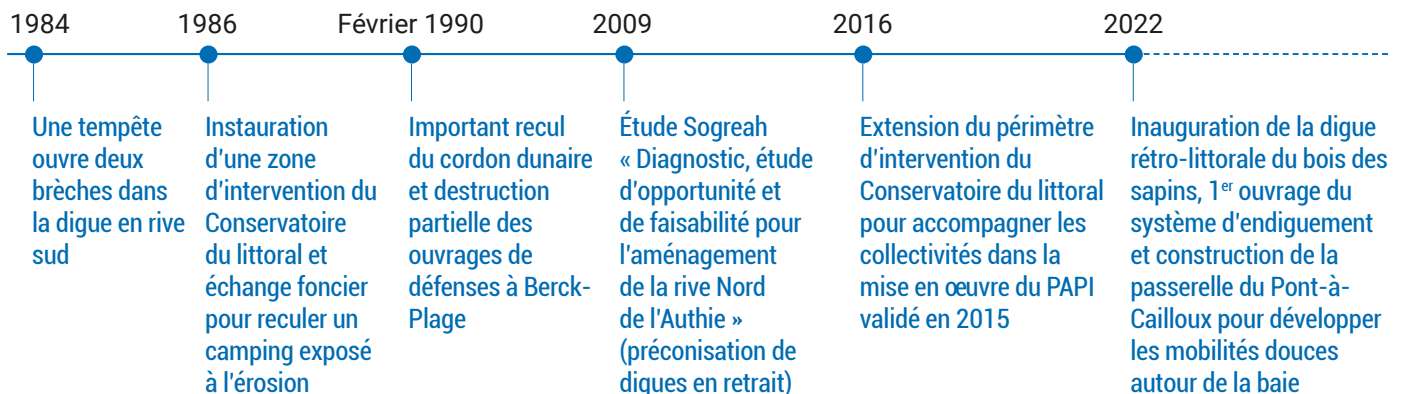 1984
Une tempête
ouvre deux
brèches dans
la digue en rive
sud
1986
Instauration
d'une zone
d'intervention du
Conservatoire
du littoral et
échange foncier
pour reculer un
camping exposé
à l'érosion
Février 1990
Important recul
du cordon dunaire
et destruction
partielle des
ouvrages de
défenses à Berck-
Plage
2009
Étude Sogreah
« Diagnostic, étude
d'opportunité et
de faisabilité pour
l'aménagement
de la rive Nord
de l'Authie »
(préconisation de
digues en retrait)
2016
Extension du périmètre
d'intervention du
Conservatoire du littoral
pour accompagner les
collectivités dans la
mise en œuvre du PAPI
validé en 2015
2022
Inauguration de la digue
rétro-littorale du bois des
sapins, 1er ouvrage du
système d'endiguement
et construction de la
passerelle du Pont-à-
Cailloux pour développer
les mobilités douces
autour de la baie